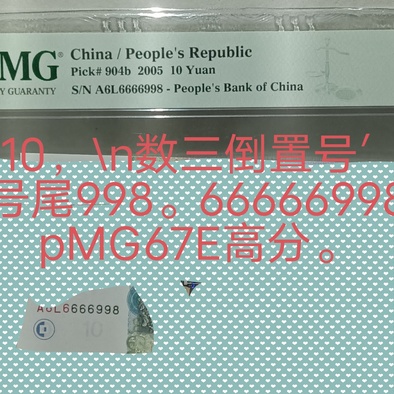 MG®
China / People's Republic
Pick# 904b 2005 10 Yuan
Y GUARANTY
S/N A6L6666998 - People's Bank of China
10，\n数三倒置号′
号尾998。66666998
pMG67E高分。
A6L6666998
10